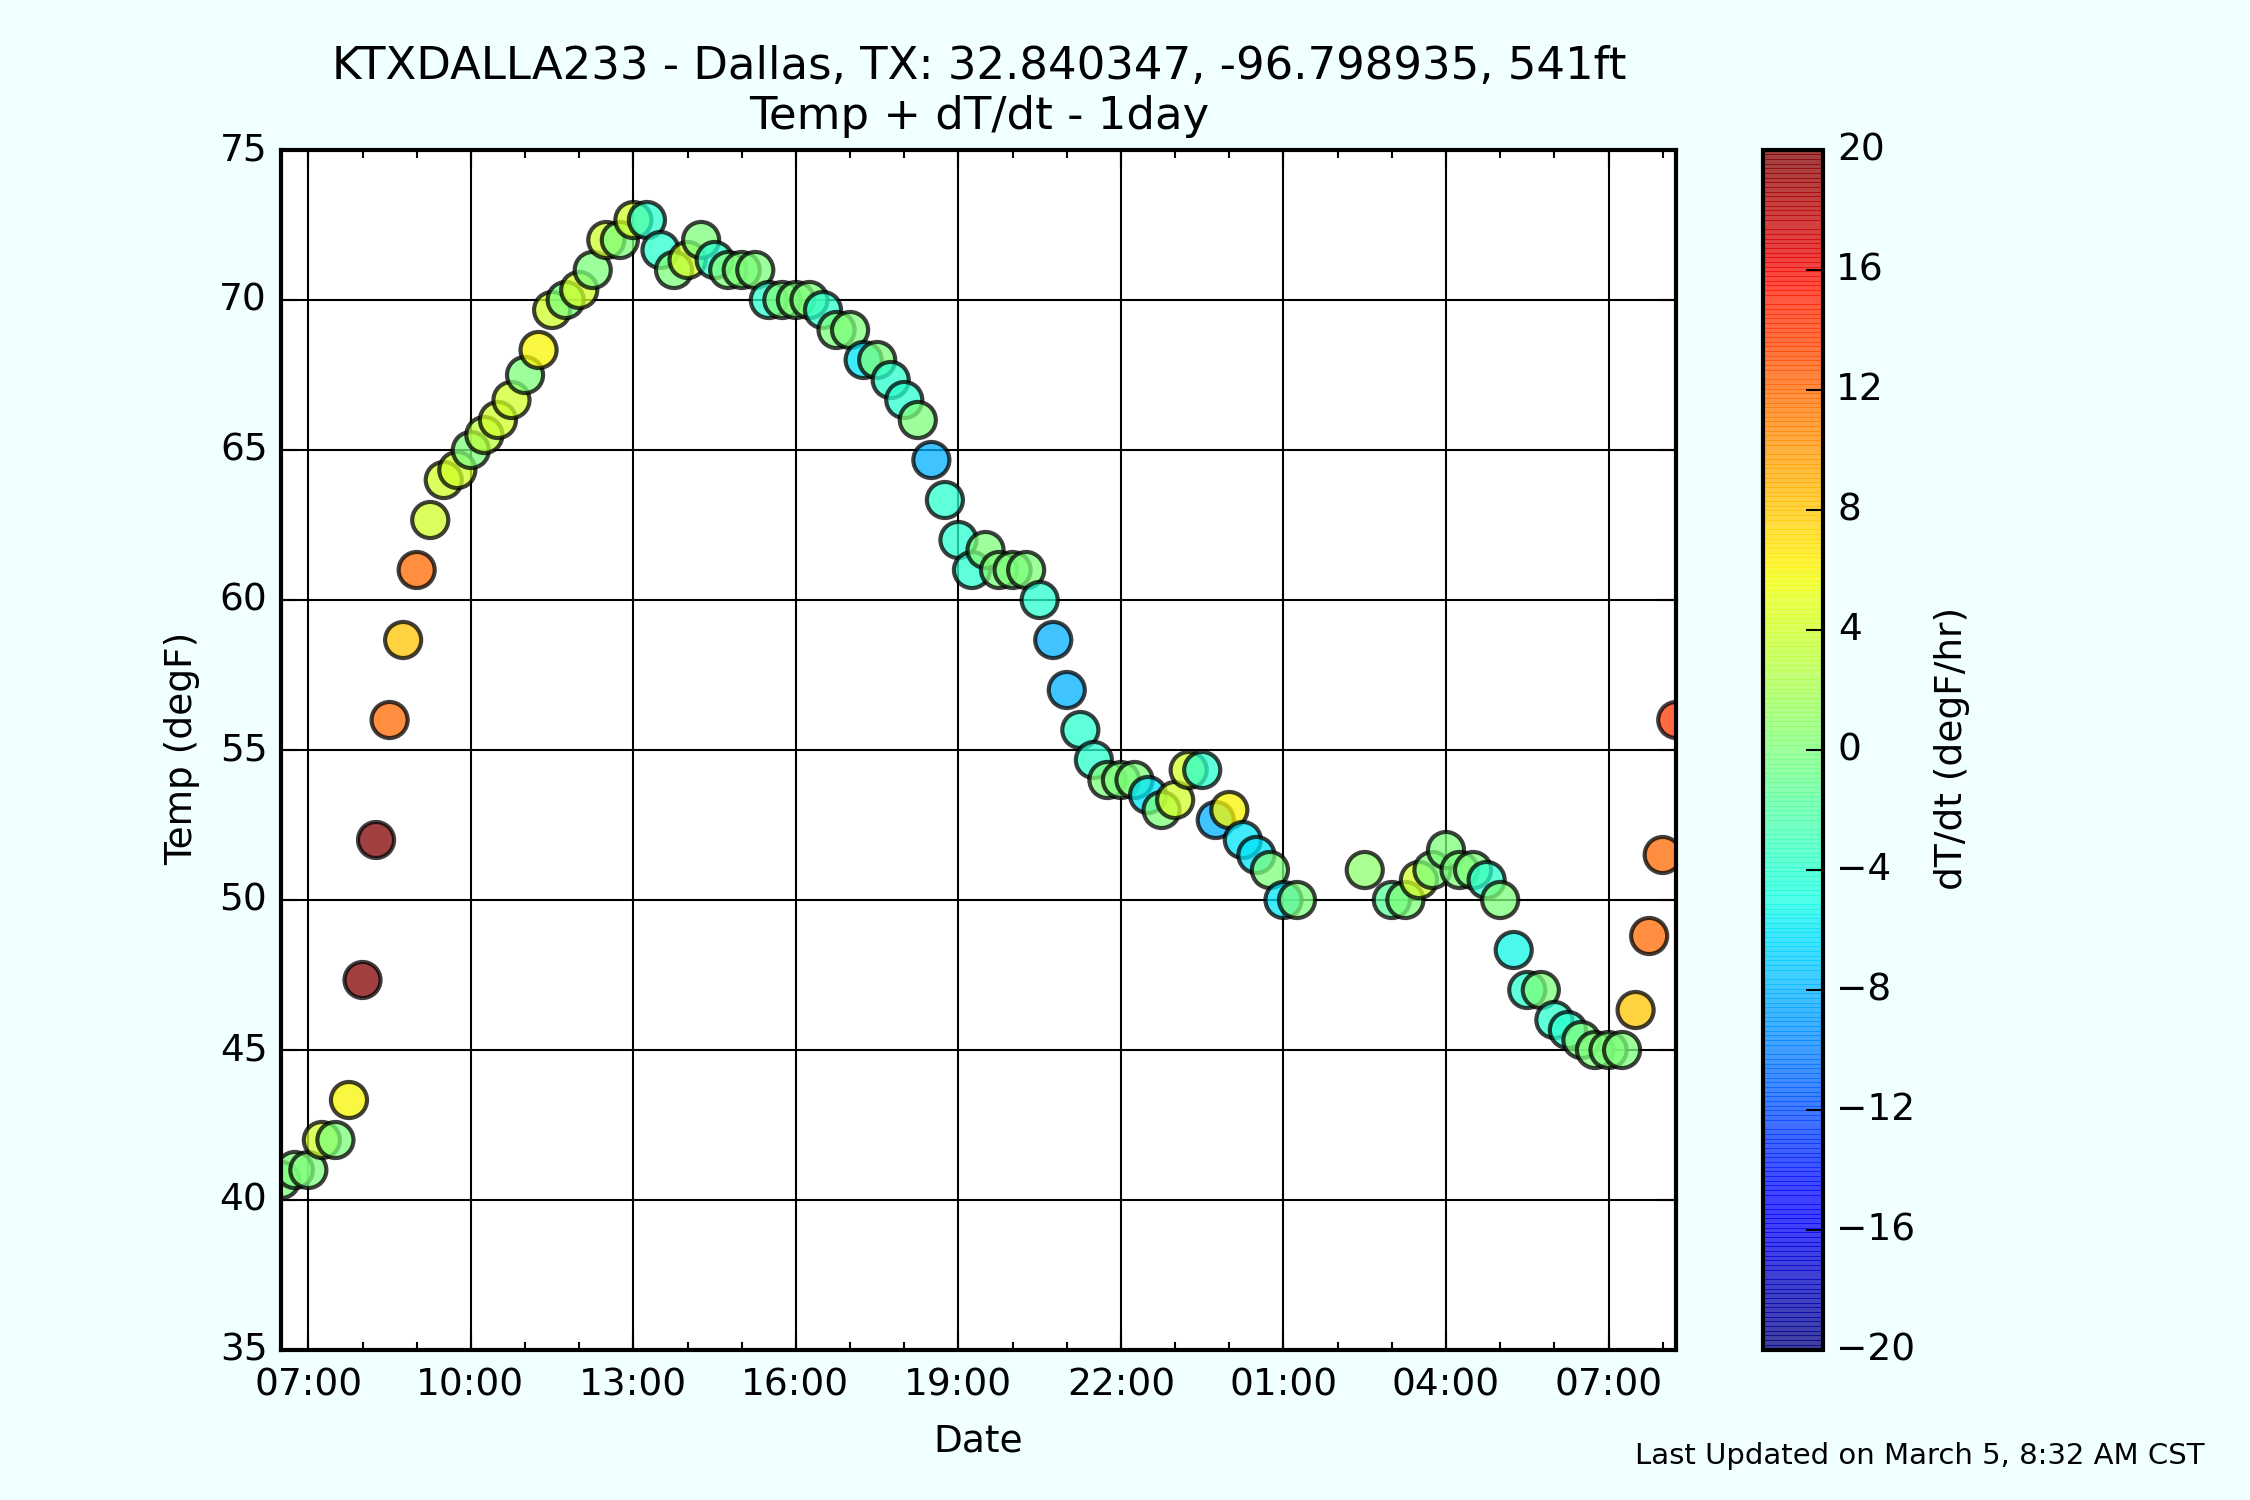 KTXDALLA233 - Dallas, TX: 32.840347, -96.798935, 541ft
Temp + dT/dt - 1day
75
70
65
60
55
50
45
40
35
Temp (degF)
07:00 10:00 13:00 16:00 19:00 22:00 01:00 04:00 07:00
Date
20
16
12
8
4
0
−4
−8
−12
−16
−20
dT/dt (degF/hr)
Last Updated on March 5, 8:32 AM CST